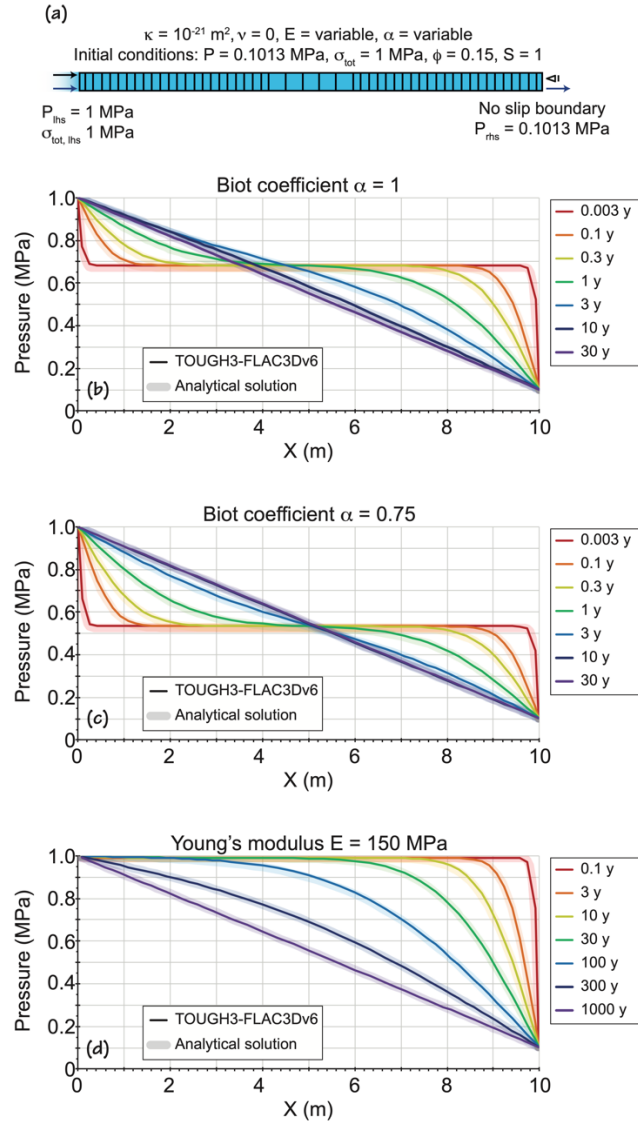 (a)
κ = 10⁻²¹ m², ν = 0, E = variable, α = variable
Initial conditions: P = 0.1013 MPa, σtot = 1 MPa, ϕ = 0.15, S = 1
Plhs = 1 MPa
σtot, lhs 1 MPa
No slip boundary
Prhs = 0.1013 MPa
Biot coefficient α = 1
Pressure (MPa)
1.0
0.8
0.6
0.4
0.2
0
(b)
TOUGH3-FLAC3Dv6
Analytical solution
0 2 4 6 8 10
X (m)
0.003 y
0.1 y
0.3 y
1 y
3 y
10 y
30 y
Biot coefficient α = 0.75
Pressure (MPa)
1.0
0.8
0.6
0.4
0.2
0
(c)
TOUGH3-FLAC3Dv6
Analytical solution
0 2 4 6 8 10
X (m)
0.003 y
0.1 y
0.3 y
1 y
3 y
10 y
30 y
Young's modulus E = 150 MPa
Pressure (MPa)
1.0
0.8
0.6
0.4
0.2
0
(d)
TOUGH3-FLAC3Dv6
Analytical solution
0 2 4 6 8 10
X (m)
0.1 y
3 y
10 y
30 y
100 y
300 y
1000 y